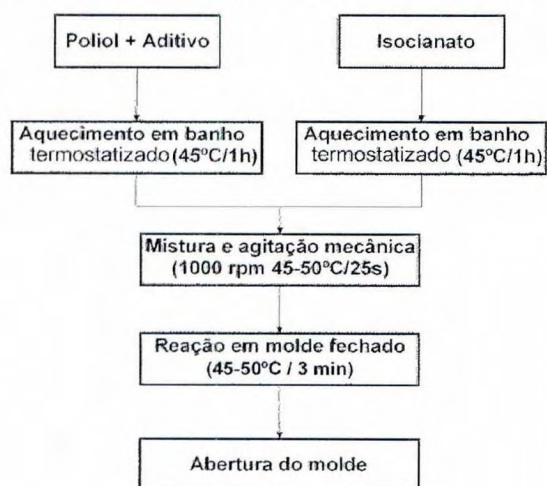 Poliol + Aditivo
Isocianato
Aquecimento em banho
termostatizado (45ºC/1h)
Aquecimento em banho
termostatizado (45ºC/1h)
Mistura e agitação mecânica
(1000 rpm 45-50ºC/25s)
Reação em molde fechado
(45-50ºC / 3 min)
Abertura do molde